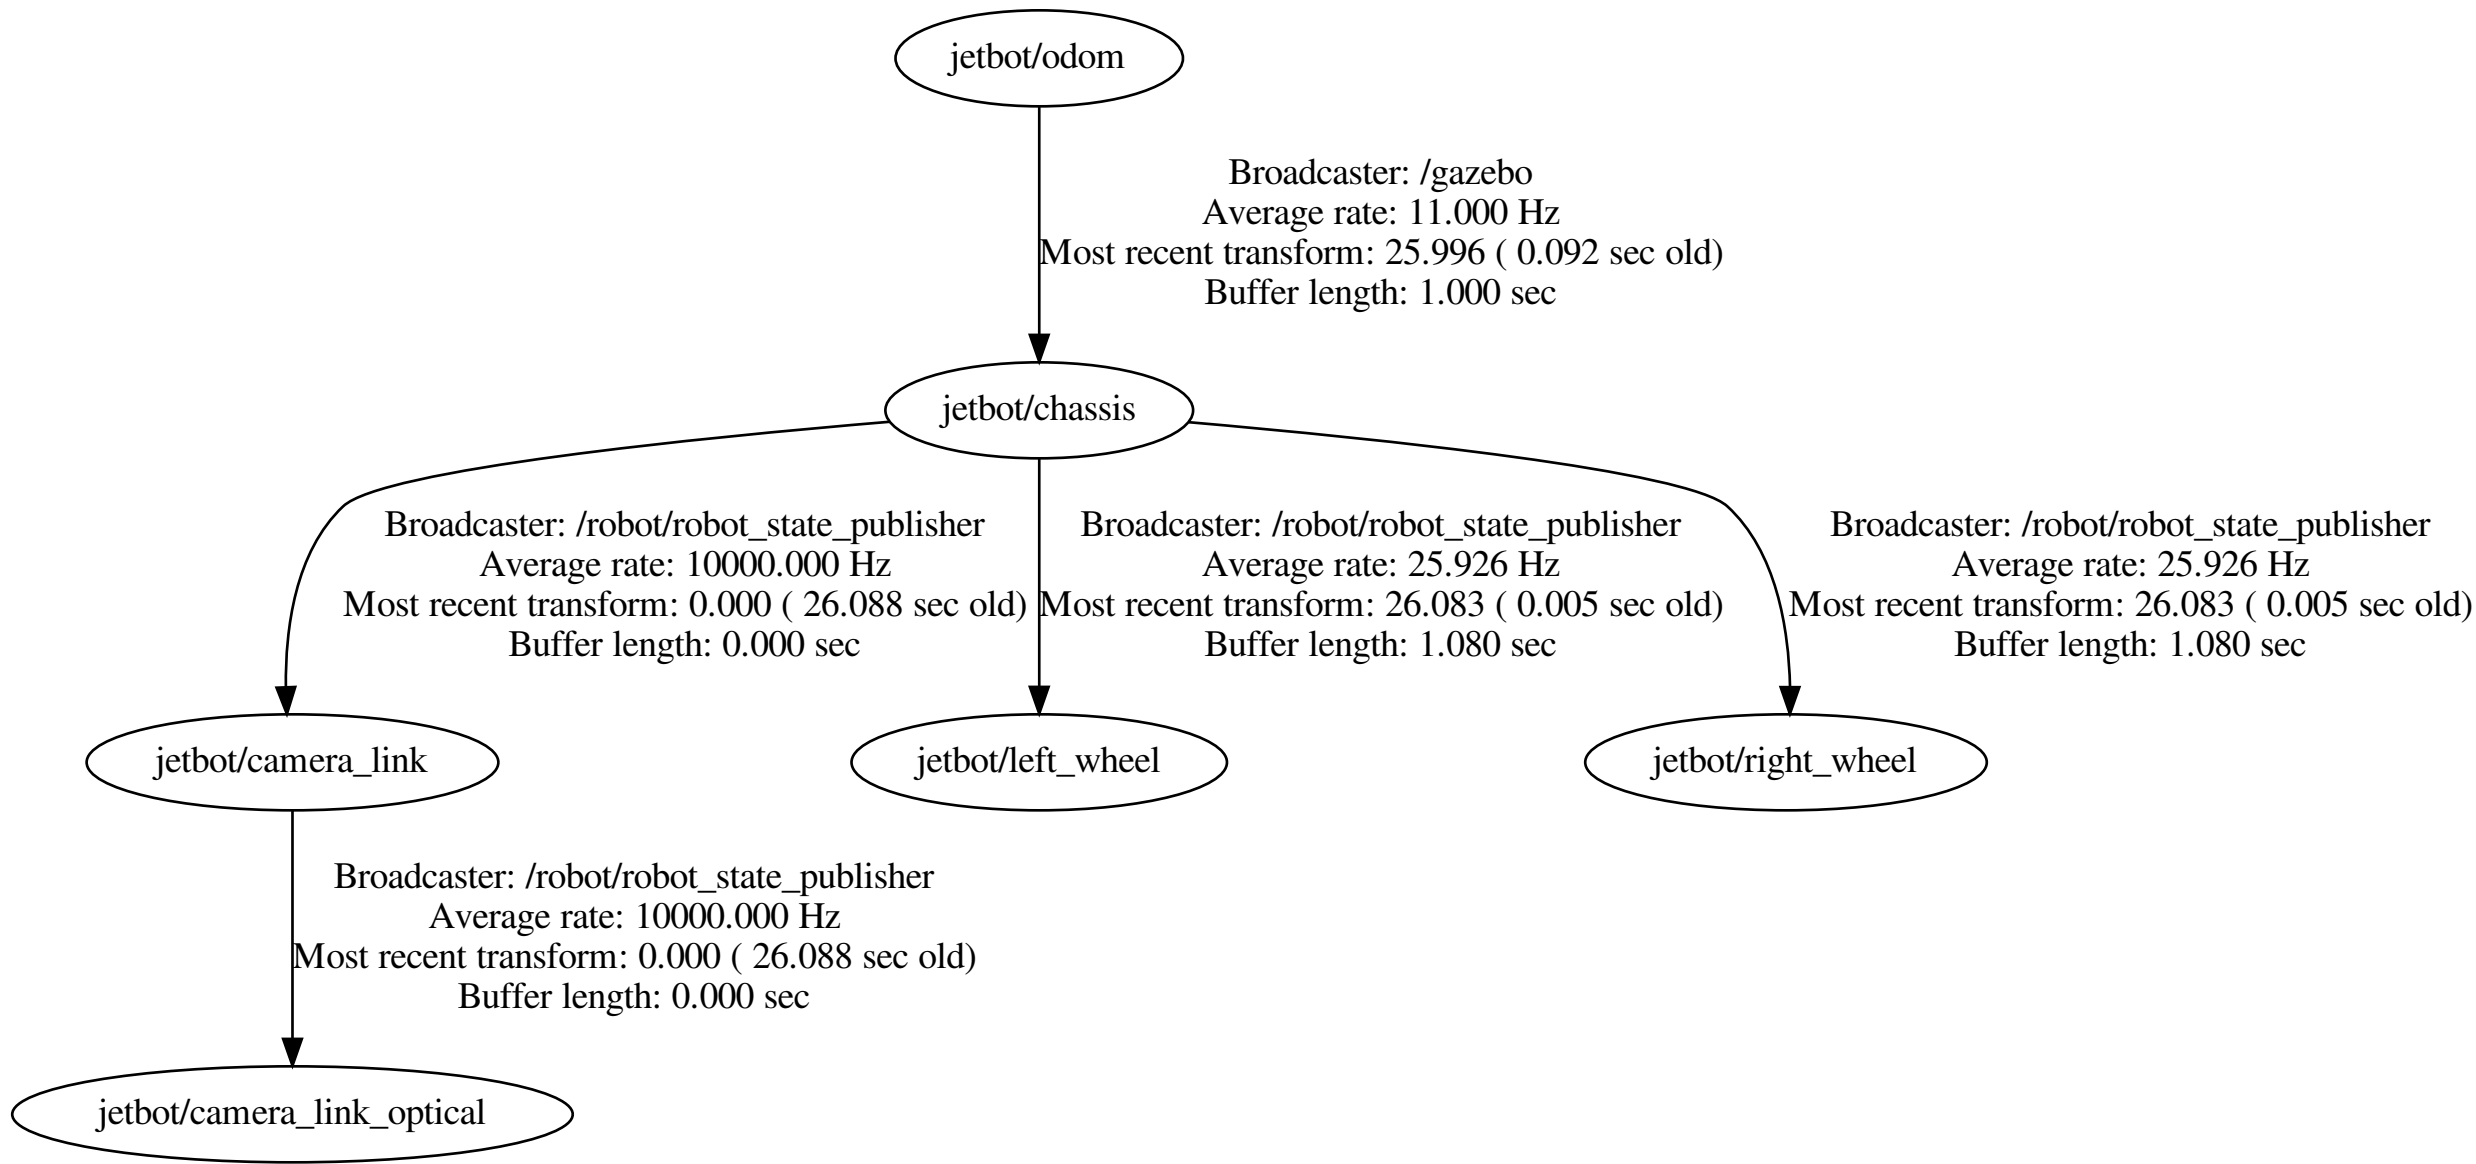 jetbot/odom
Broadcaster: /gazebo
Average rate: 11.000 Hz
Most recent transform: 25.996 ( 0.092 sec old)
Buffer length: 1.000 sec
jetbot/chassis
Broadcaster: /robot/robot_state_publisher
Average rate: 10000.000 Hz
Most recent transform: 0.000 ( 26.088 sec old)
Buffer length: 0.000 sec
Broadcaster: /robot/robot_state_publisher
Average rate: 25.926 Hz
Most recent transform: 26.083 ( 0.005 sec old)
Buffer length: 1.080 sec
Broadcaster: /robot/robot_state_publisher
Average rate: 25.926 Hz
Most recent transform: 26.083 ( 0.005 sec old)
Buffer length: 1.080 sec
jetbot/camera_link
jetbot/left_wheel
jetbot/right_wheel
Broadcaster: /robot/robot_state_publisher
Average rate: 10000.000 Hz
Most recent transform: 0.000 ( 26.088 sec old)
Buffer length: 0.000 sec
jetbot/camera_link_optical